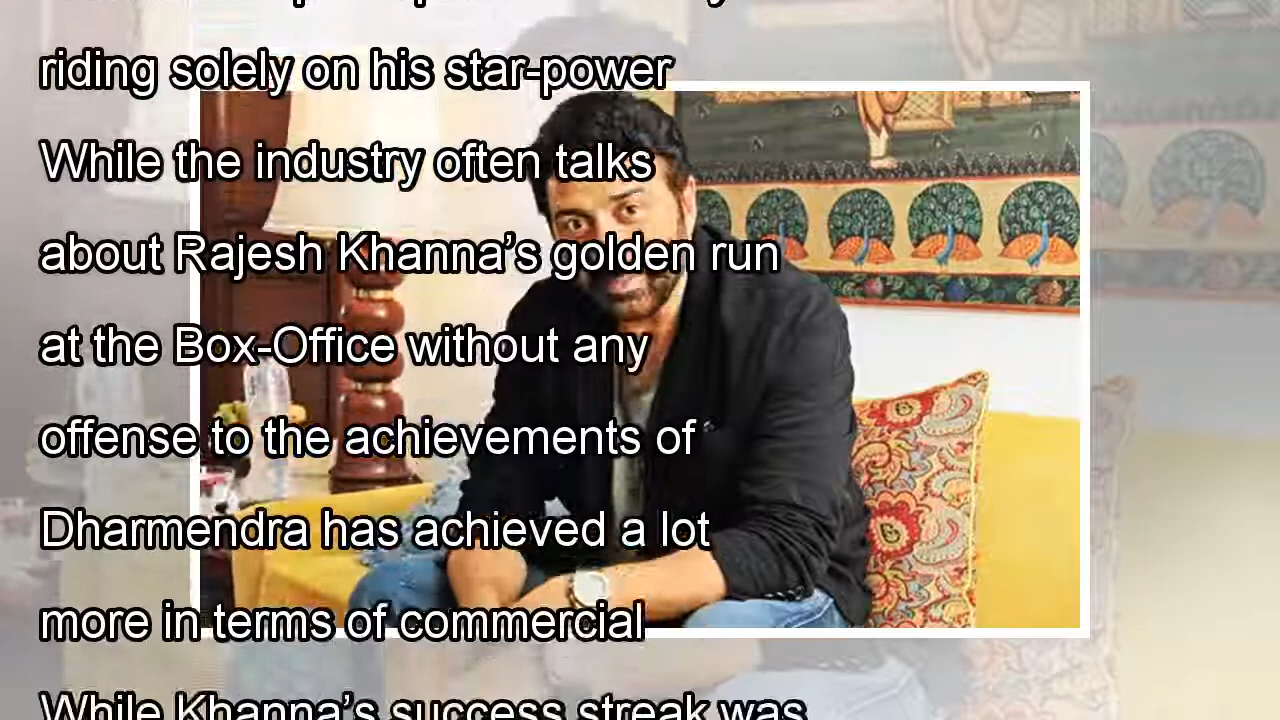 riding solely on his star-power
While the industry often talks
about Rajesh Khanna’s golden run
at the Box-Office without any
offense to the achievements of
Dharmendra has achieved a lot
more in terms of commercial
While Khanna’s success streak was